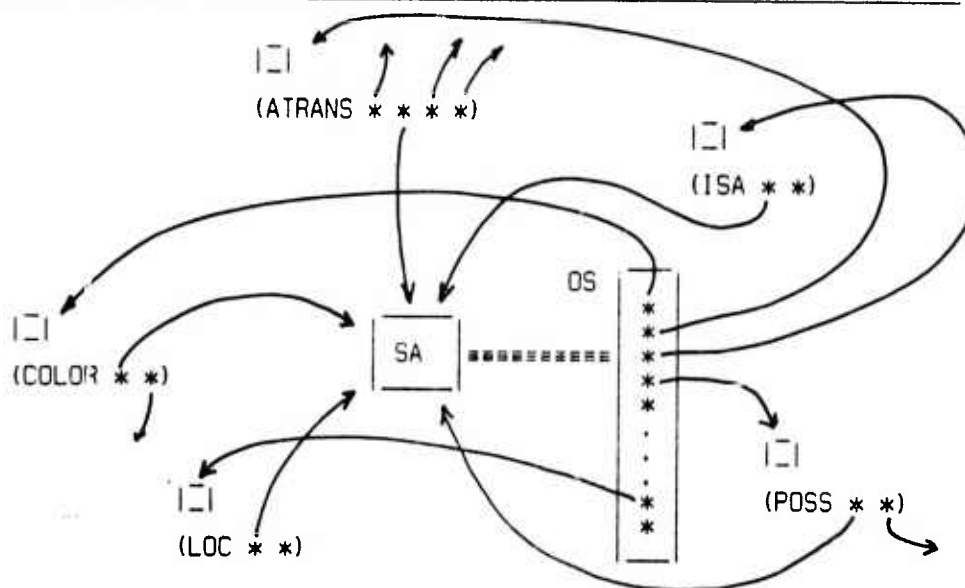 (ATRANS * * * *)
(ISA * *)
OS
*
*
*
*
*
.
.
.
*
*
SA
(COLOR * *)
(LOC * *)
(POSS * *)